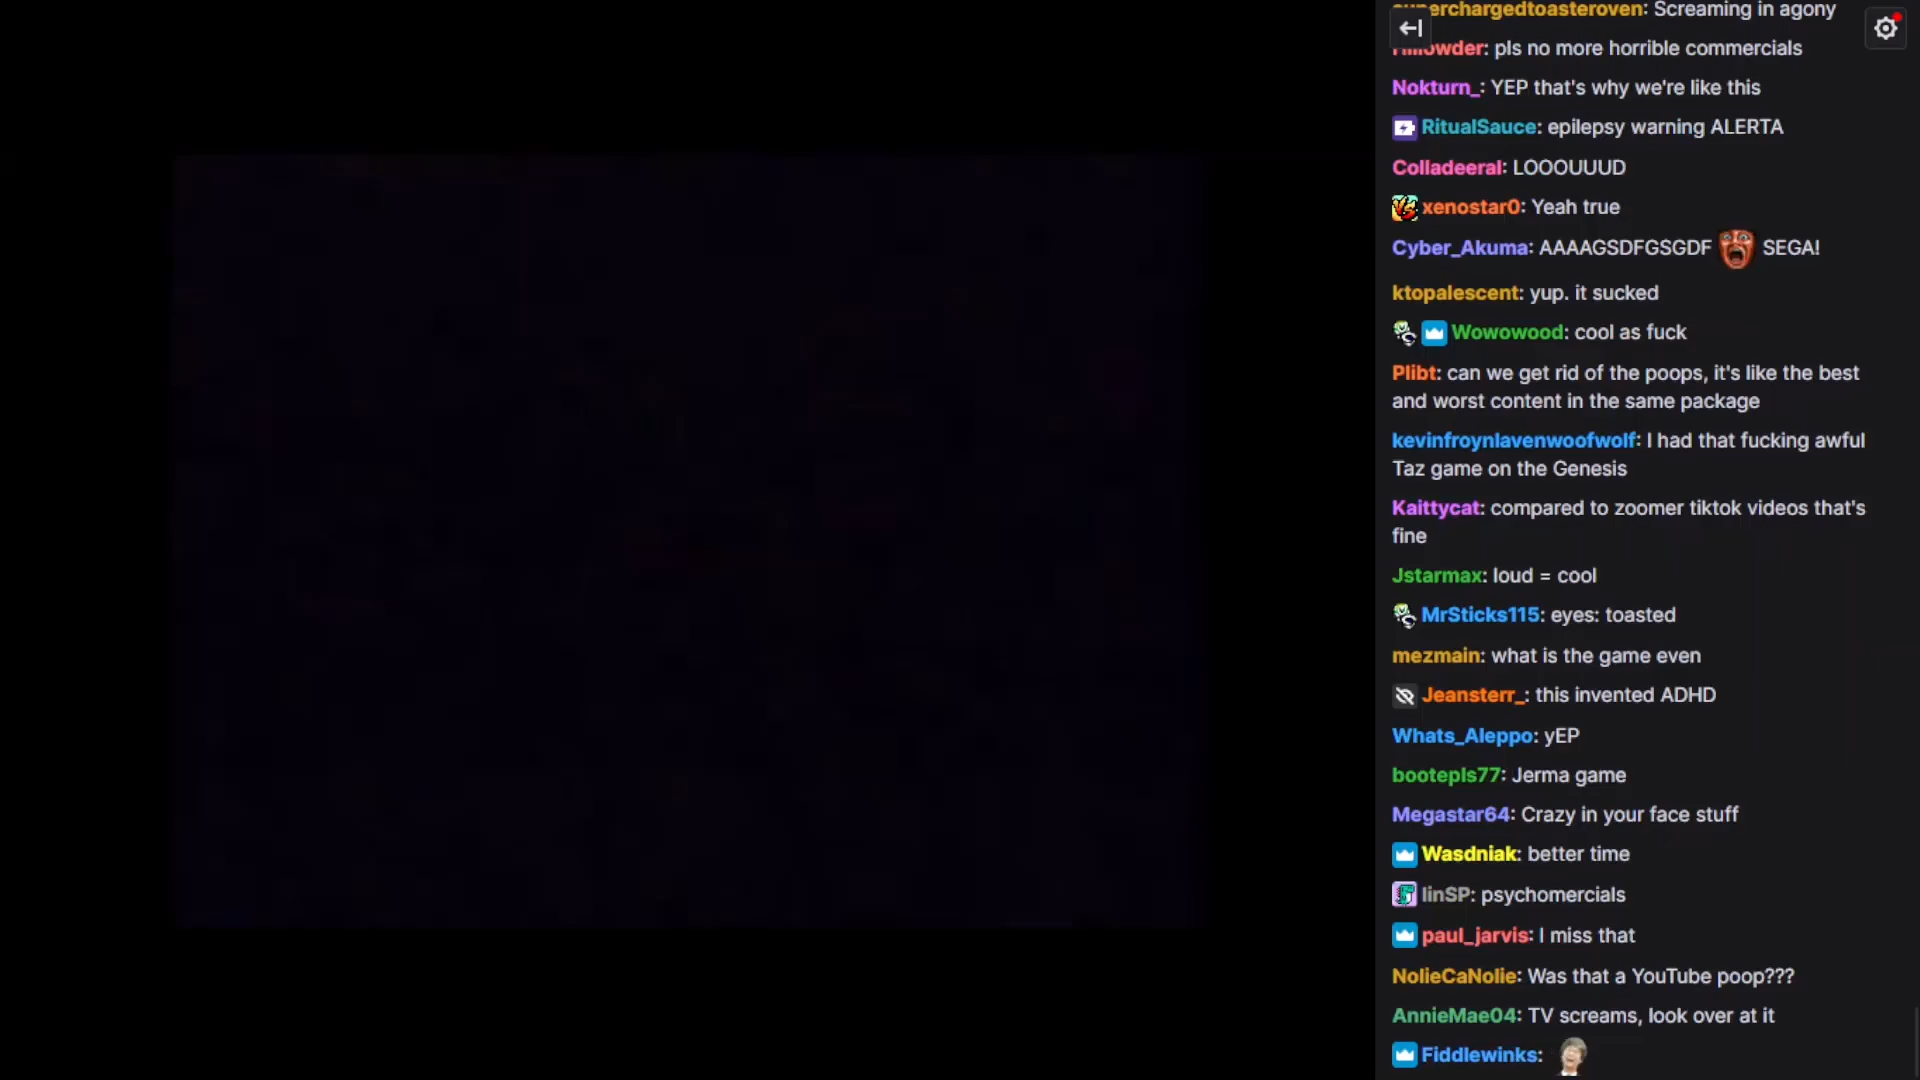 superchargedtoasteroven: Screaming in agony
pls no more horrible commercials
Nokturn_: YEP that's why we're like this
RitualSauce: epilepsy warning ALERTA
Colladeeral: LOOOUUUD
xenostar0: Yeah true
Cyber_Akuma: AAAAGSDFGSGDF SEGA!
ktopalescent: yup. it sucked
Wowowood: cool as fuck
Plibt: can we get rid of the poops, it's like the best
and worst content in the same package
kevinfroynlavenwoofwolf: I had that fucking awful
Taz game on the Genesis
Kaittycat: compared to zoomer tiktok videos that's
fine
Jstarmax: loud = cool
MrSticks115: eyes: toasted
mezmain: what is the game even
Jeansterr_: this invented ADHD
Whats_Aleppo: yEP
bootepls77: Jerma game
Megastar64: Crazy in your face stuff
Wasdniak: better time
linSP: psychomercials
paul_jarvis: I miss that
NolieCaNolie: Was that a YouTube poop???
AnnieMae04: TV screams, look over at it
Fiddlewinks: